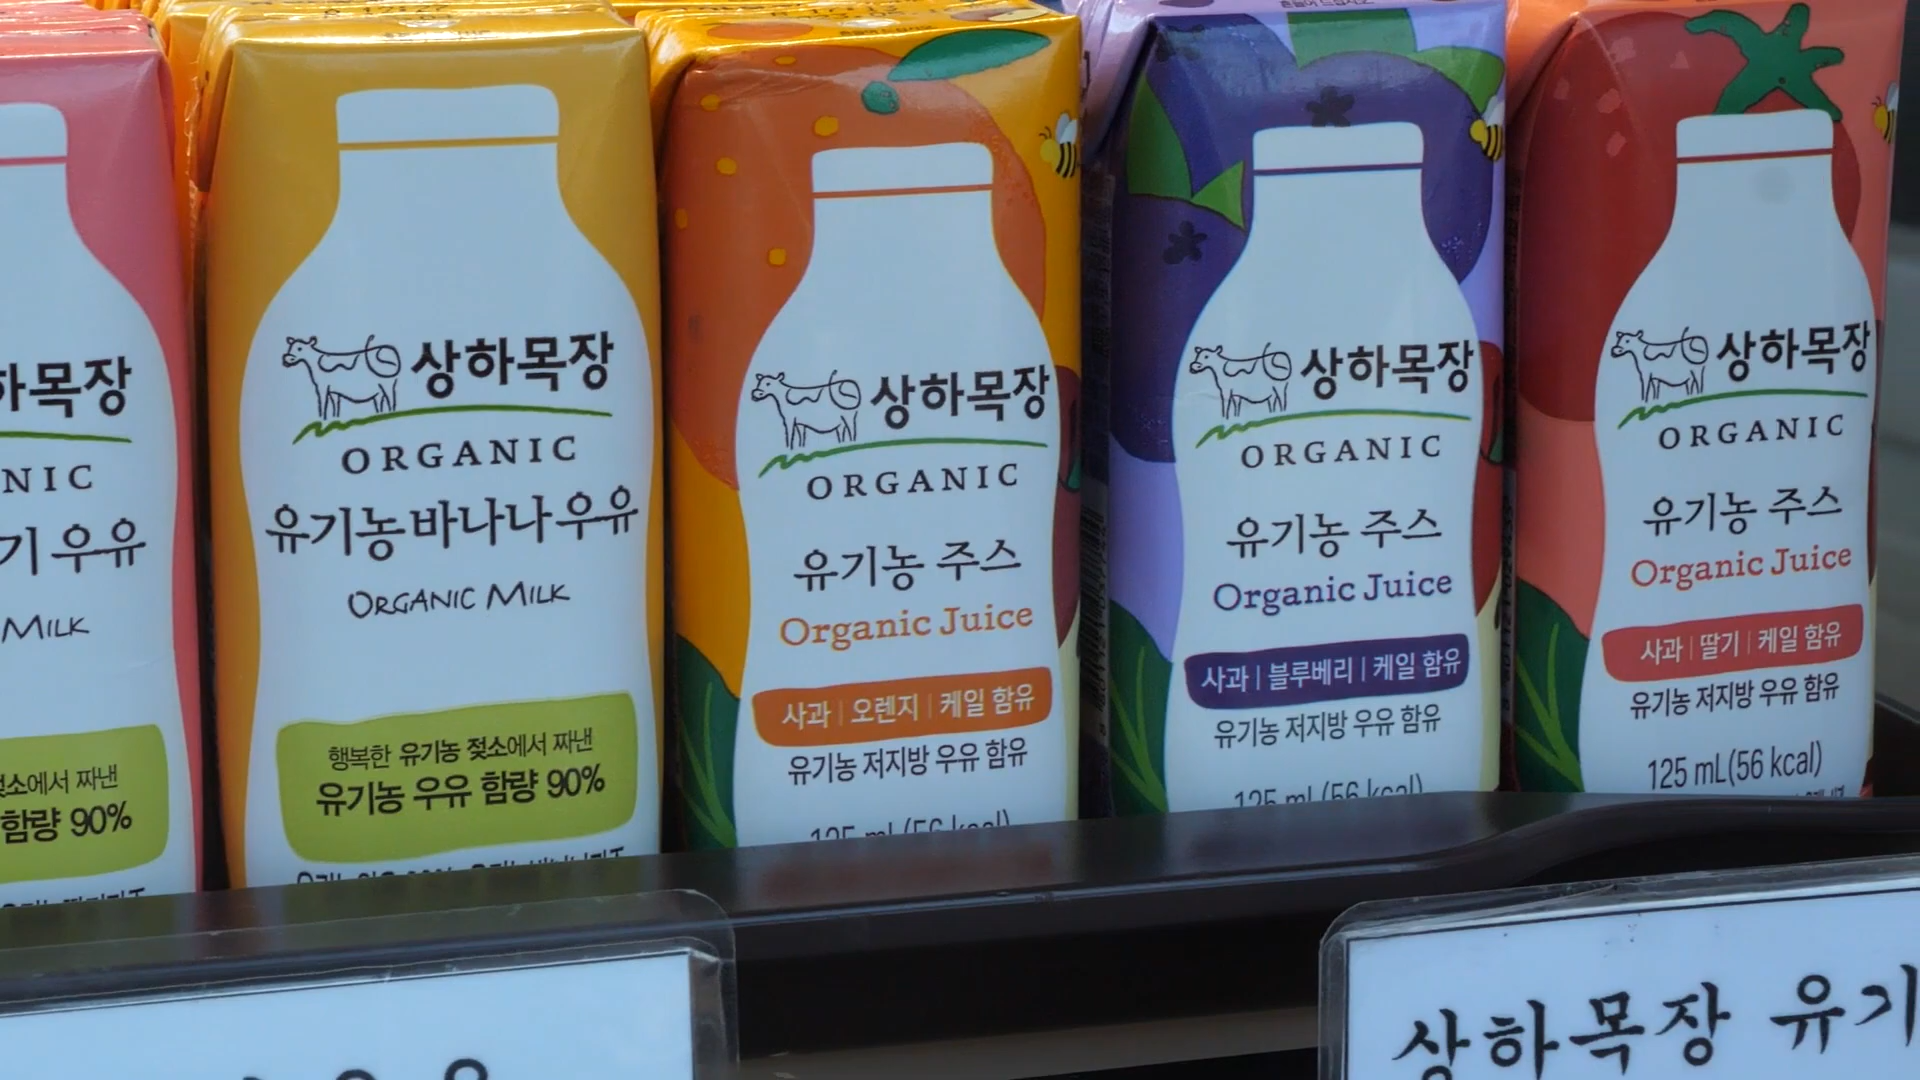 하목장
NIC
기우유
MILK
젖소에서 짜낸
함량 90%
상하목장
ORGANIC
유기농바나나우유
ORGANIC MILK
행복한 유기농 젖소에서 짜낸
유기농 우유 함량 90%
상하목장
ORGANIC
유기농 주스
Organic Juice
사과 | 오렌지 | 케일 함유
유기농 저지방 우유 함유
125 mL (56 kcal)
상하목장
ORGANIC
유기농 주스
Organic Juice
사과 | 블루베리 | 케일 함유
유기농 저지방 우유 함유
125 mL (56 kcal)
상하목장
ORGANIC
유기농 주스
Organic Juice
사과 | 딸기 | 케일 함유
유기농 저지방 우유 함유
125 mL(56 kcal)
상하목장 유기